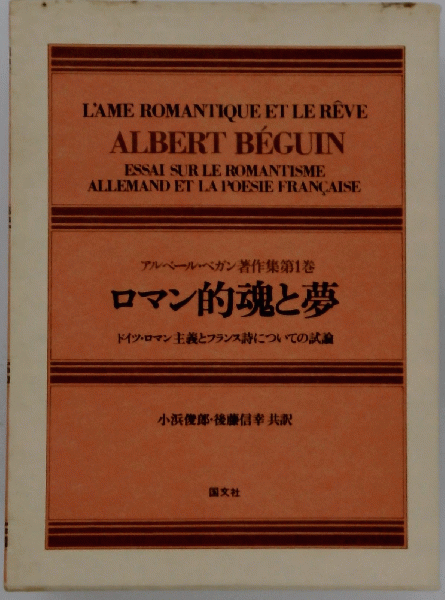 L'AME ROMANTIQUE ET LE RÊVE
ALBERT BÉGUIN
ESSAI SUR LE ROMANTISME
ALLEMAND ET LA POESIE FRANÇAISE
アルベール・ベガン著作集第1巻
ロマン的魂と夢
ドイツ・ロマン主義とフランス詩についての試論
小浜俊郎・後藤信幸 共訳
国文社